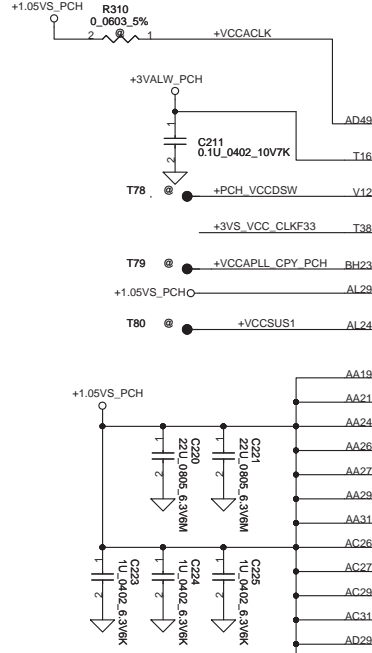 +1.05VS_PCH
R310
0_0603_5%
2 @ 1
+VCCACLK
AD49
+3VALW_PCH
1
C211
0.1U_0402_10V7K
2
T16
T78 @ +PCH_VCCDSW V12
+3VS_VCC_CLKF33 T38
T79 @ +VCCAPLL_CPY_PCH BH23
+1.05VS_PCH AL29
T80 @ +VCCSUS1 AL24
AA19
AA21
+1.05VS_PCH
AA24
AA26
AA27
AA29
AA31
AC26
AC27
AC29
AC31
AD29
1 2 C220
22U_0805_6.3V6M
1 2 C221
22U_0805_6.3V6M
1 2 C223
1U_0402_6.3V6K
1 2 C224
1U_0402_6.3V6K
1 2 C225
1U_0402_6.3V6K